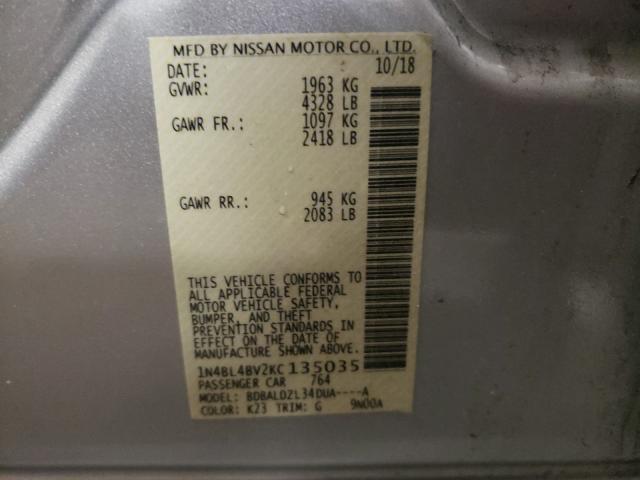 MFD BY NISSAN MOTOR CO., LTD.
DATE: 10/18
GVWR: 1963 KG
4328 LB
GAWR FR.: 1097 KG
2418 LB
GAWR RR.: 945 KG
2083 LB
THIS VEHICLE CONFORMS TO
ALL APPLICABLE FEDERAL
MOTOR VEHICLE SAFETY,
BUMPER, AND THEFT
PREVENTION STANDARDS IN
EFFECT ON THE DATE OF
MANUFACTURE SHOWN ABOVE.
1N4BL4BV2KC135035
PASSENGER CAR 764
MODEL: BDBALDZL34DUA----A
COLOR: K23 TRIM: G 9N00A